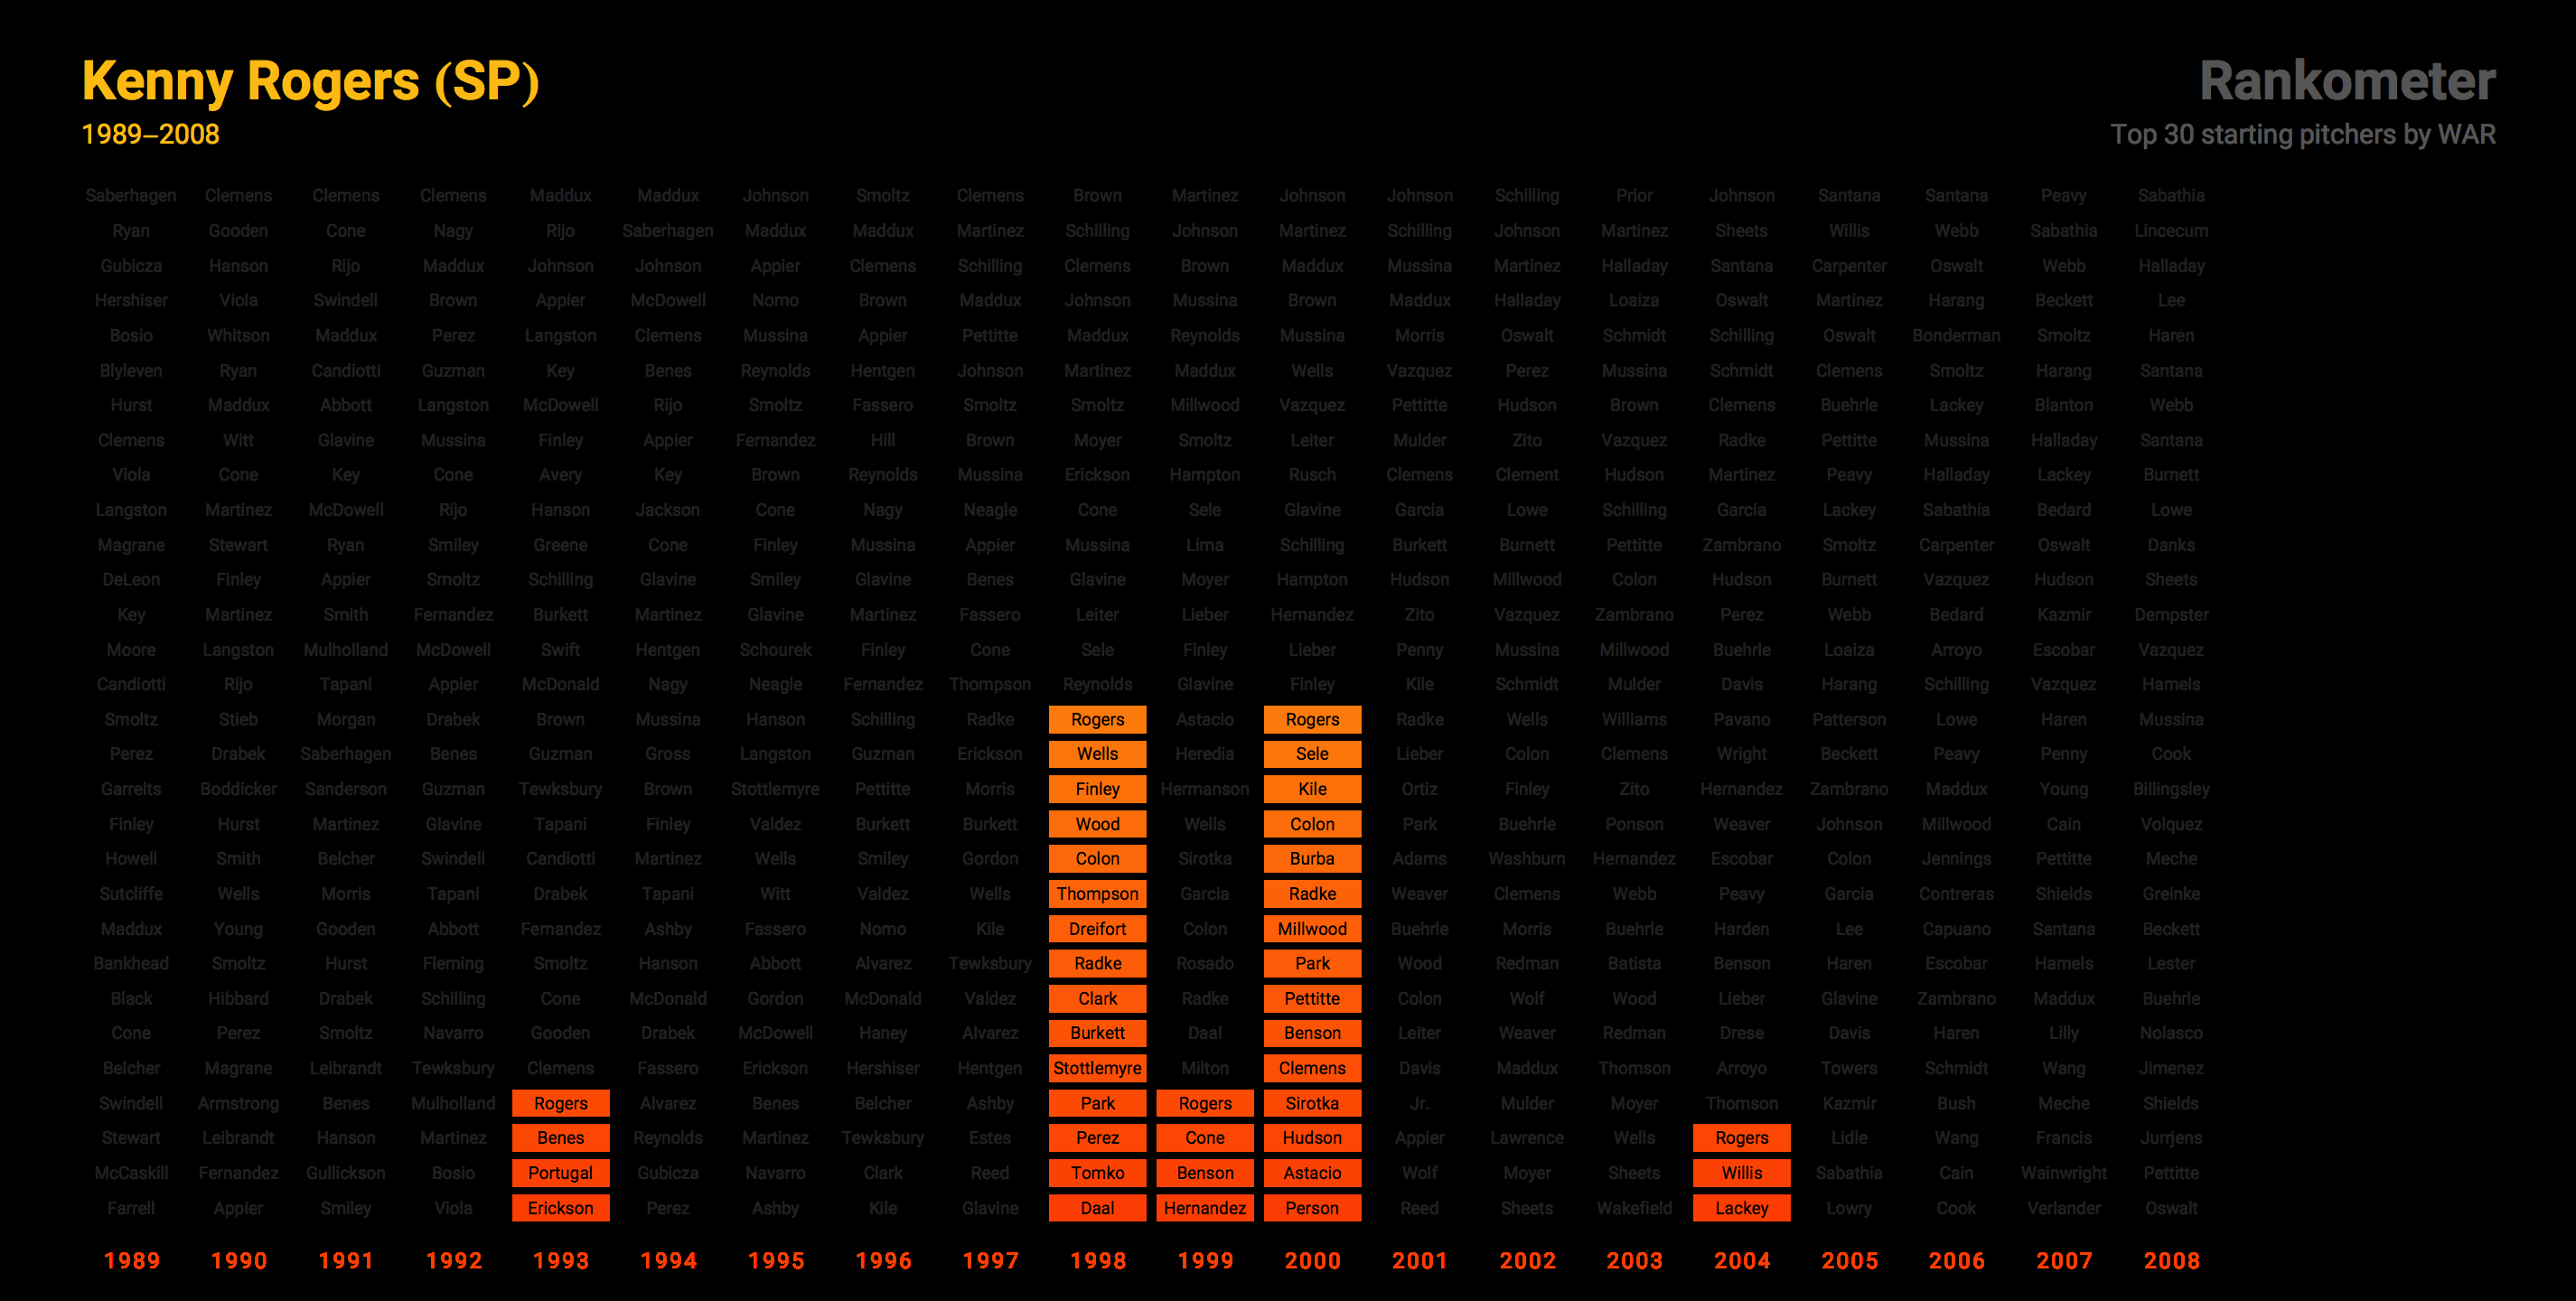 Kenny Rogers (SP)
1989–2008
Rankometer
Top 30 starting pitchers by WAR
Saberhagen Clemens Clemens Clemens Maddux Maddux Johnson Smoltz Clemens Brown Martinez Johnson Johnson Schilling Prior Johnson Santana Santana Peavy Sabathia
Ryan Gooden Cone Nagy Rijo Saberhagen Maddux Maddux Martinez Schilling Johnson Martinez Schilling Johnson Martinez Sheets Willis Webb Sabathia Lincecum
Gubicza Hanson Rijo Maddux Johnson Johnson Appier Clemens Schilling Clemens Brown Maddux Mussina Martinez Halladay Santana Carpenter Oswalt Webb Halladay
Hershiser Viola Swindell Brown Appier McDowell Nomo Brown Maddux Johnson Mussina Brown Maddux Halladay Loaiza Oswalt Martinez Harang Beckett Lee
Bosio Whitson Maddux Perez Langston Clemens Mussina Appier Pettitte Maddux Reynolds Mussina Morris Oswalt Schmidt Schilling Oswalt Bonderman Smoltz Haren
Blyleven Ryan Candiotti Guzman Key Benes Reynolds Hentgen Johnson Martinez Maddux Wells Vazquez Perez Mussina Schmidt Clemens Smoltz Harang Santana
Hurst Maddux Abbott Langston McDowell Rijo Smoltz Fassero Smoltz Smoltz Millwood Vazquez Pettitte Hudson Brown Clemens Buehrle Lackey Blanton Webb
Clemens Witt Glavine Mussina Finley Appier Fernandez Hill Brown Moyer Smoltz Leiter Mulder Zito Vazquez Radke Pettitte Mussina Halladay Santana
Viola Cone Key Cone Avery Key Brown Reynolds Mussina Erickson Hampton Rusch Clemens Clement Hudson Martinez Peavy Halladay Lackey Burnett
Langston Martinez McDowell Rijo Hanson Jackson Cone Nagy Neagle Cone Sele Glavine Garcia Lowe Schilling Garcia Lackey Sabathia Bedard Lowe
Magrane Stewart Ryan Smiley Greene Cone Finley Mussina Appier Mussina Lima Schilling Burkett Burnett Pettitte Zambrano Smoltz Carpenter Oswalt Danks
DeLeon Finley Appier Smoltz Schilling Glavine Smiley Glavine Benes Glavine Moyer Hampton Hudson Millwood Colon Hudson Burnett Vazquez Hudson Sheets
Key Martinez Smith Fernandez Burkett Martinez Glavine Martinez Fassero Leiter Lieber Hernandez Zito Vazquez Zambrano Perez Webb Bedard Kazmir Dempster
Moore Langston Mulholland McDowell Swift Hentgen Schourek Finley Cone Sele Finley Lieber Penny Mussina Millwood Buehrle Loaiza Arroyo Escobar Vazquez
Candiotti Rijo Tapani Appier McDonald Nagy Neagle Fernandez Thompson Reynolds Glavine Finley Kile Schmidt Mulder Davis Harang Schilling Vazquez Hamels
Smoltz Stieb Morgan Drabek Brown Mussina Hanson Schilling Radke Rogers Astacio Rogers Radke Wells Williams Pavano Patterson Lowe Haren Mussina
Perez Drabek Saberhagen Benes Guzman Gross Langston Guzman Erickson Wells Heredia Sele Lieber Colon Clemens Wright Beckett Peavy Penny Cook
Garrelts Boddicker Sanderson Guzman Tewksbury Brown Stottlemyre Pettitte Morris Finley Hermanson Kile Ortiz Finley Zito Hernandez Zambrano Maddux Young Billingsley
Finley Hurst Martinez Glavine Tapani Finley Valdez Burkett Burkett Wood Wells Colon Park Buehrle Ponson Weaver Johnson Millwood Cain Volquez
Howell Smith Belcher Swindell Candiotti Martinez Wells Smiley Gordon Colon Sirotka Burba Adams Washburn Hernandez Escobar Colon Jennings Pettitte Meche
Sutcliffe Wells Morris Tapani Drabek Tapani Witt Valdez Wells Thompson Garcia Radke Weaver Clemens Webb Peavy Garcia Contreras Shields Greinke
Maddux Young Gooden Abbott Fernandez Ashby Fassero Nomo Kile Dreifort Colon Millwood Buehrle Morris Buehrle Harden Lee Capuano Santana Beckett
Bankhead Smoltz Hurst Fleming Smoltz Hanson Abbott Alvarez Tewksbury Radke Rosado Park Wood Redman Batista Benson Haren Escobar Hamels Lester
Black Hibbard Drabek Schilling Cone McDonald Gordon McDonald Valdez Clark Radke Pettitte Colon Wolf Wood Lieber Glavine Zambrano Maddux Buehrle
Cone Perez Smoltz Navarro Gooden Drabek McDowell Haney Alvarez Burkett Daal Benson Leiter Weaver Redman Drese Davis Haren Lilly Nolasco
Belcher Magrane Leibrandt Tewksbury Clemens Fassero Erickson Hershiser Hentgen Stottlemyre Milton Clemens Davis Maddux Thomson Arroyo Towers Schmidt Wang Jimenez
Swindell Armstrong Benes Mulholland Rogers Alvarez Benes Belcher Ashby Park Rogers Sirotka Jr. Mulder Moyer Thomson Kazmir Bush Meche Shields
Stewart Leibrandt Hanson Martinez Benes Reynolds Martinez Tewksbury Estes Perez Cone Hudson Appier Lawrence Wells Rogers Lidle Wang Francis Jurrjens
McCaskill Fernandez Gullickson Bosio Portugal Gubicza Navarro Clark Reed Tomko Benson Astacio Wolf Moyer Sheets Willis Sabathia Cain Wainwright Pettitte
Farrell Appier Smiley Viola Erickson Perez Ashby Kile Glavine Daal Hernandez Person Reed Sheets Wakefield Lackey Lowry Cook Verlander Oswalt
1989 1990 1991 1992 1993 1994 1995 1996 1997 1998 1999 2000 2001 2002 2003 2004 2005 2006 2007 2008